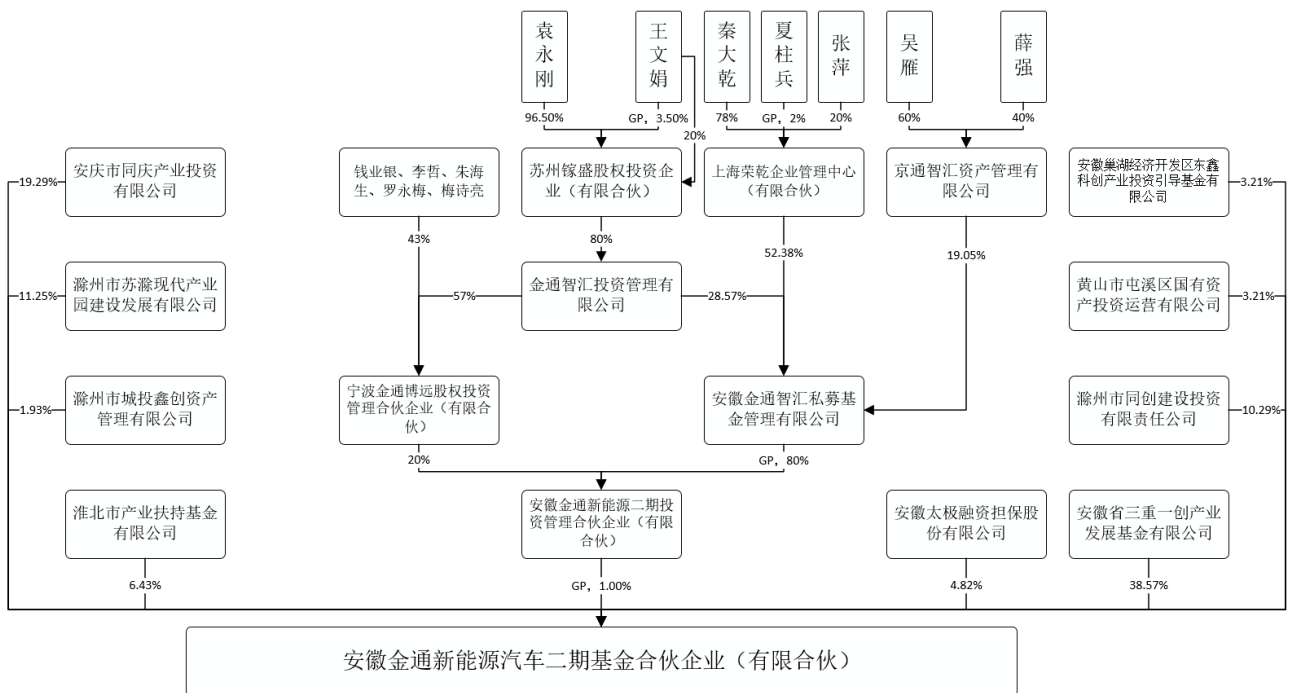 袁永刚
王文娟
秦大乾
夏柱兵
张萍
吴雁
薛强
96.50%
GP，3.50%
20%
78%
GP，2%
20%
60%
40%
安庆市同庆产业投资
有限公司
钱业银、李哲、朱海
生、罗永梅、梅诗亮
苏州镓盛股权投资企
业（有限合伙）
上海荣乾企业管理中心
（有限合伙）
京通智汇资产管理有
限公司
安徽巢湖经济开发区东鑫
科创产业投资引导基金有
限公司
19.29%
3.21%
43%
80%
52.38%
19.05%
滁州市苏滁现代产业
园建设发展有限公司
金通智汇投资管理有
限公司
黄山市屯溪区国有资
产投资运营有限公司
11.25%
57%
28.57%
3.21%
滁州市城投鑫创资产
管理有限公司
宁波金通博远股权投资
管理合伙企业（有限合
伙）
安徽金通智汇私募基
金管理有限公司
滁州市同创建设投资
有限责任公司
1.93%
10.29%
20%
GP，80%
淮北市产业扶持基金
有限公司
安徽金通新能源二期投
资管理合伙企业（有限
合伙）
安徽太极融资担保股
份有限公司
安徽省三重一创产业
发展基金有限公司
6.43%
GP，1.00%
4.82%
38.57%
安徽金通新能源汽车二期基金合伙企业（有限合伙）